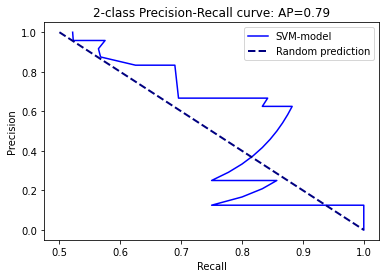 2-class Precision-Recall curve: AP=0.79
SVM-model
Random prediction
Precision
1.0
0.8
0.6
0.4
0.2
0.0
0.5 0.6 0.7 0.8 0.9 1.0
Recall